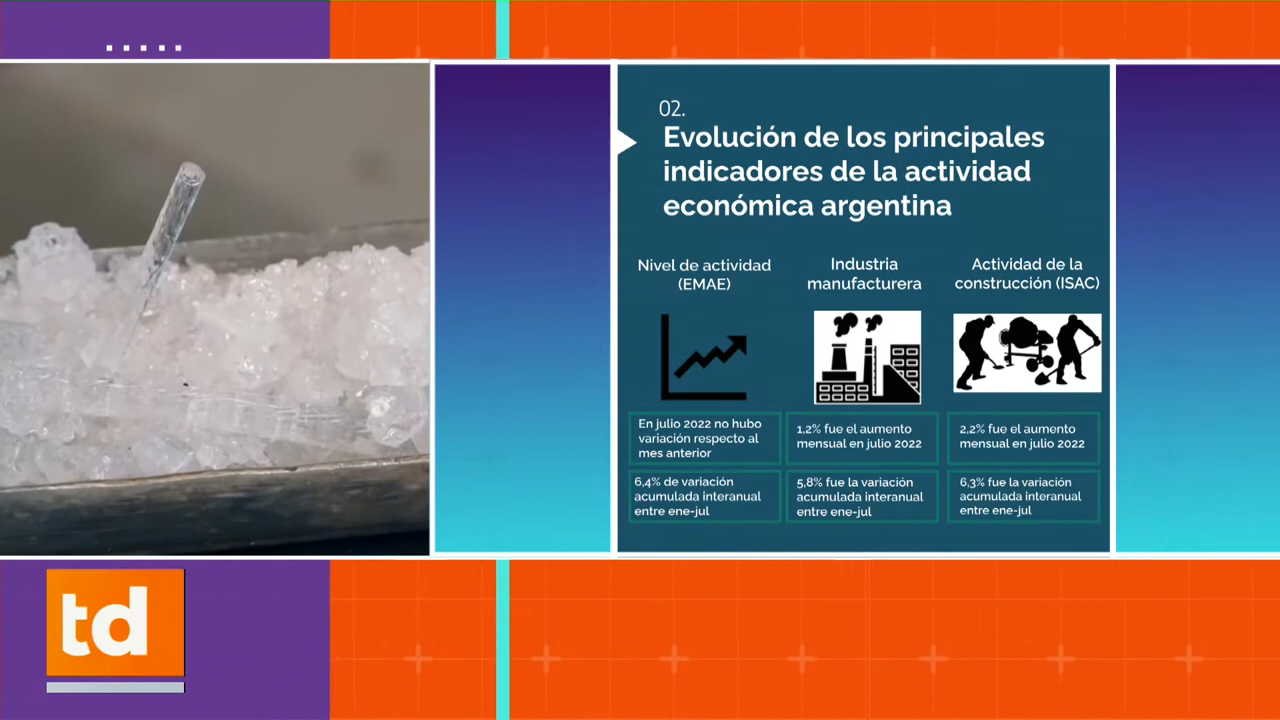 02.
Evolución de los principales
indicadores de la actividad
económica argentina
Nivel de actividad
(EMAE)
Industria
manufacturera
Actividad de la
construcción (ISAC)
En julio 2022 no hubo
variación respecto al
mes anterior
1,2% fue el aumento
mensual en julio 2022
2,2% fue el aumento
mensual en julio 2022
6,4% de variación
acumulada interanual
entre ene-jul
5,8% fue la variación
acumulada interanual
entre ene-jul
6,3% fue la variación
acumulada interanual
entre ene-jul
td